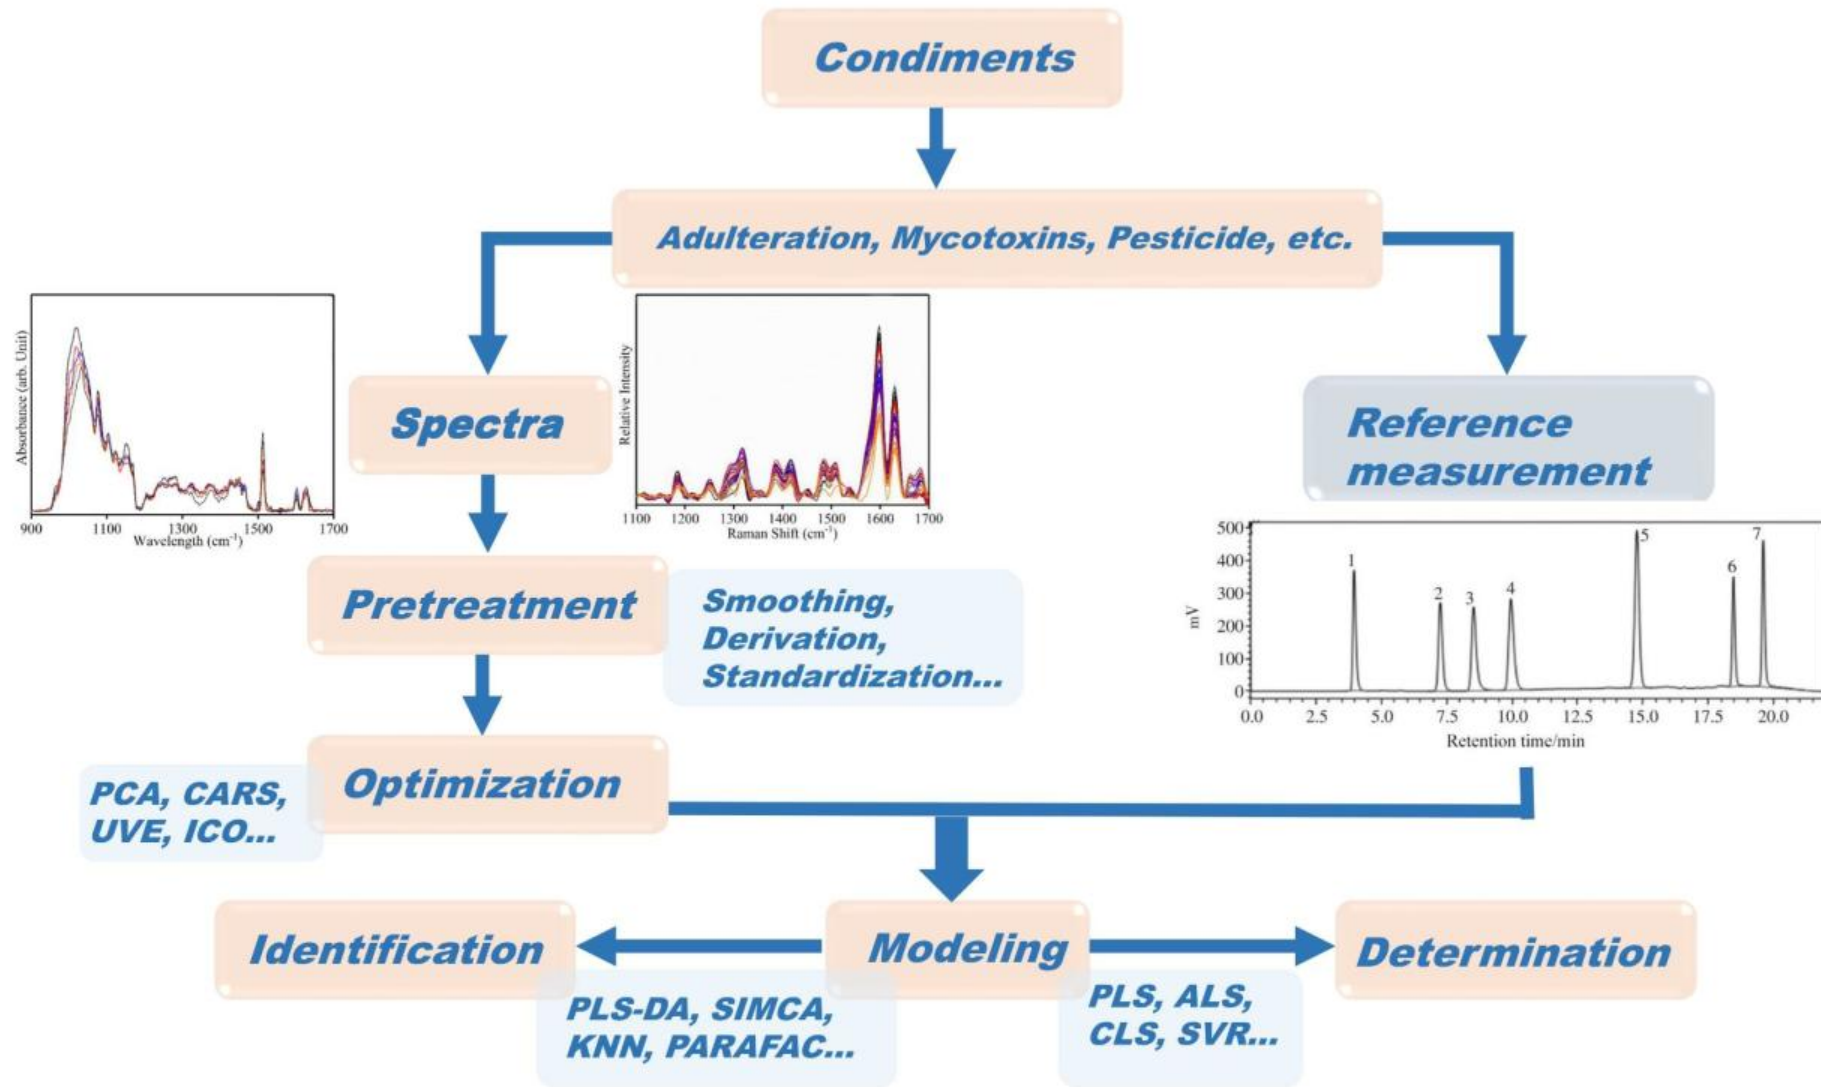 Condiments
Adulteration, Mycotoxins, Pesticide, etc.
Absorbance (arb. Unit)
900 1100 1300 1500 1700
Wavelength (cm⁻¹)
Spectra
Relative Intensity
1100 1200 1300 1400 1500 1600 1700
Raman Shift (cm⁻¹)
Reference
measurement
Pretreatment
Smoothing,
Derivation,
Standardization...
mV
500
400
300
200
100
0
1 2 3 4 5 6 7
0.0 2.5 5.0 7.5 10.0 12.5 15.0 17.5 20.0
Retention time/min
PCA, CARS,
UVE, ICO...
Optimization
Identification
Modeling
Determination
PLS-DA, SIMCA,
KNN, PARAFAC...
PLS, ALS,
CLS, SVR...